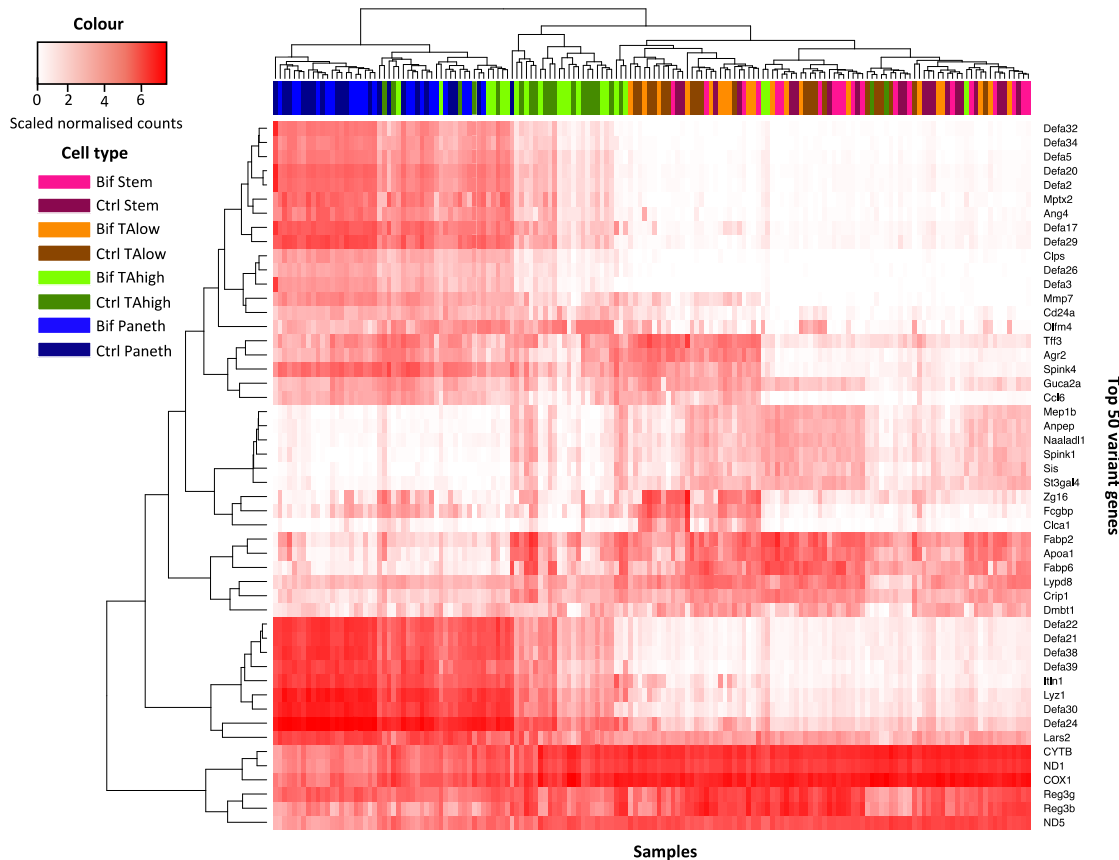 Colour
0 2 4 6
Scaled normalised counts
Cell type
Bif Stem
Ctrl Stem
Bif TAlow
Ctrl TAlow
Bif TAhigh
Ctrl TAhigh
Bif Paneth
Ctrl Paneth
Defa32
Defa34
Defa5
Defa20
Defa2
Mptx2
Ang4
Defa17
Defa29
Clps
Defa26
Defa3
Mmp7
Cd24a
Olfm4
Tff3
Agr2
Spink4
Guca2a
Ccl6
Mep1b
Anpep
Naaladl1
Spink1
Sis
St3gal4
Zg16
Fcgbp
Clca1
Fabp2
Apoa1
Fabp6
Lypd8
Crip1
Dmbt1
Defa22
Defa21
Defa38
Defa39
Itln1
Lyz1
Defa30
Defa24
Lars2
CYTB
ND1
COX1
Reg3g
Reg3b
ND5
Top 50 variant genes
Samples